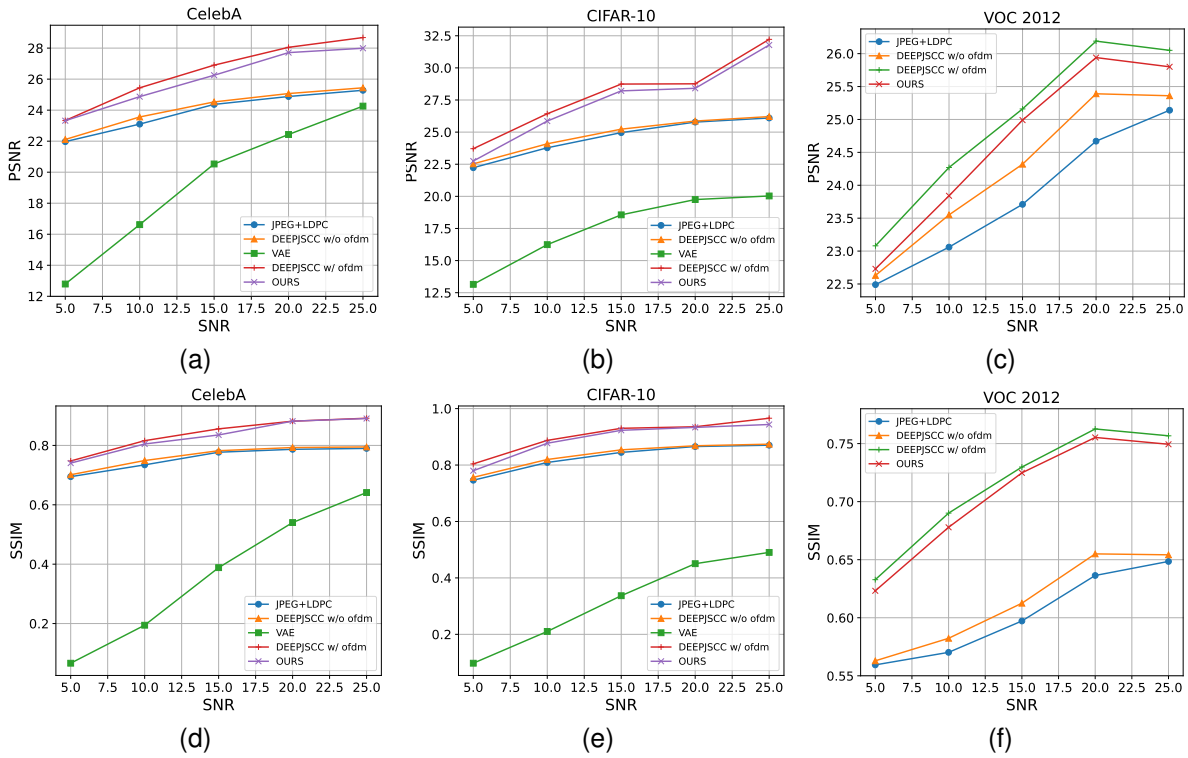 CelebA
PSNR
28
26
24
22
20
18
16
14
12
JPEG+LDPC
DEEPJSCC w/o ofdm
VAE
DEEPJSCC w/ ofdm
OURS
5.0 7.5 10.0 12.5 15.0 17.5 20.0 22.5 25.0
SNR
(a)
CIFAR-10
PSNR
32.5
30.0
27.5
25.0
22.5
20.0
17.5
15.0
12.5
JPEG+LDPC
DEEPJSCC w/o ofdm
VAE
DEEPJSCC w/ ofdm
OURS
5.0 7.5 10.0 12.5 15.0 17.5 20.0 22.5 25.0
SNR
(b)
VOC 2012
PSNR
26.0
25.5
25.0
24.5
24.0
23.5
23.0
22.5
JPEG+LDPC
DEEPJSCC w/o ofdm
DEEPJSCC w/ ofdm
OURS
5.0 7.5 10.0 12.5 15.0 17.5 20.0 22.5 25.0
SNR
(c)
CelebA
SSIM
0.8
0.6
0.4
0.2
JPEG+LDPC
DEEPJSCC w/o ofdm
VAE
DEEPJSCC w/ ofdm
OURS
5.0 7.5 10.0 12.5 15.0 17.5 20.0 22.5 25.0
SNR
(d)
CIFAR-10
SSIM
1.0
0.8
0.6
0.4
0.2
JPEG+LDPC
DEEPJSCC w/o ofdm
VAE
DEEPJSCC w/ ofdm
OURS
5.0 7.5 10.0 12.5 15.0 17.5 20.0 22.5 25.0
SNR
(e)
VOC 2012
SSIM
0.75
0.70
0.65
0.60
0.55
JPEG+LDPC
DEEPJSCC w/o ofdm
DEEPJSCC w/ ofdm
OURS
5.0 7.5 10.0 12.5 15.0 17.5 20.0 22.5 25.0
SNR
(f)